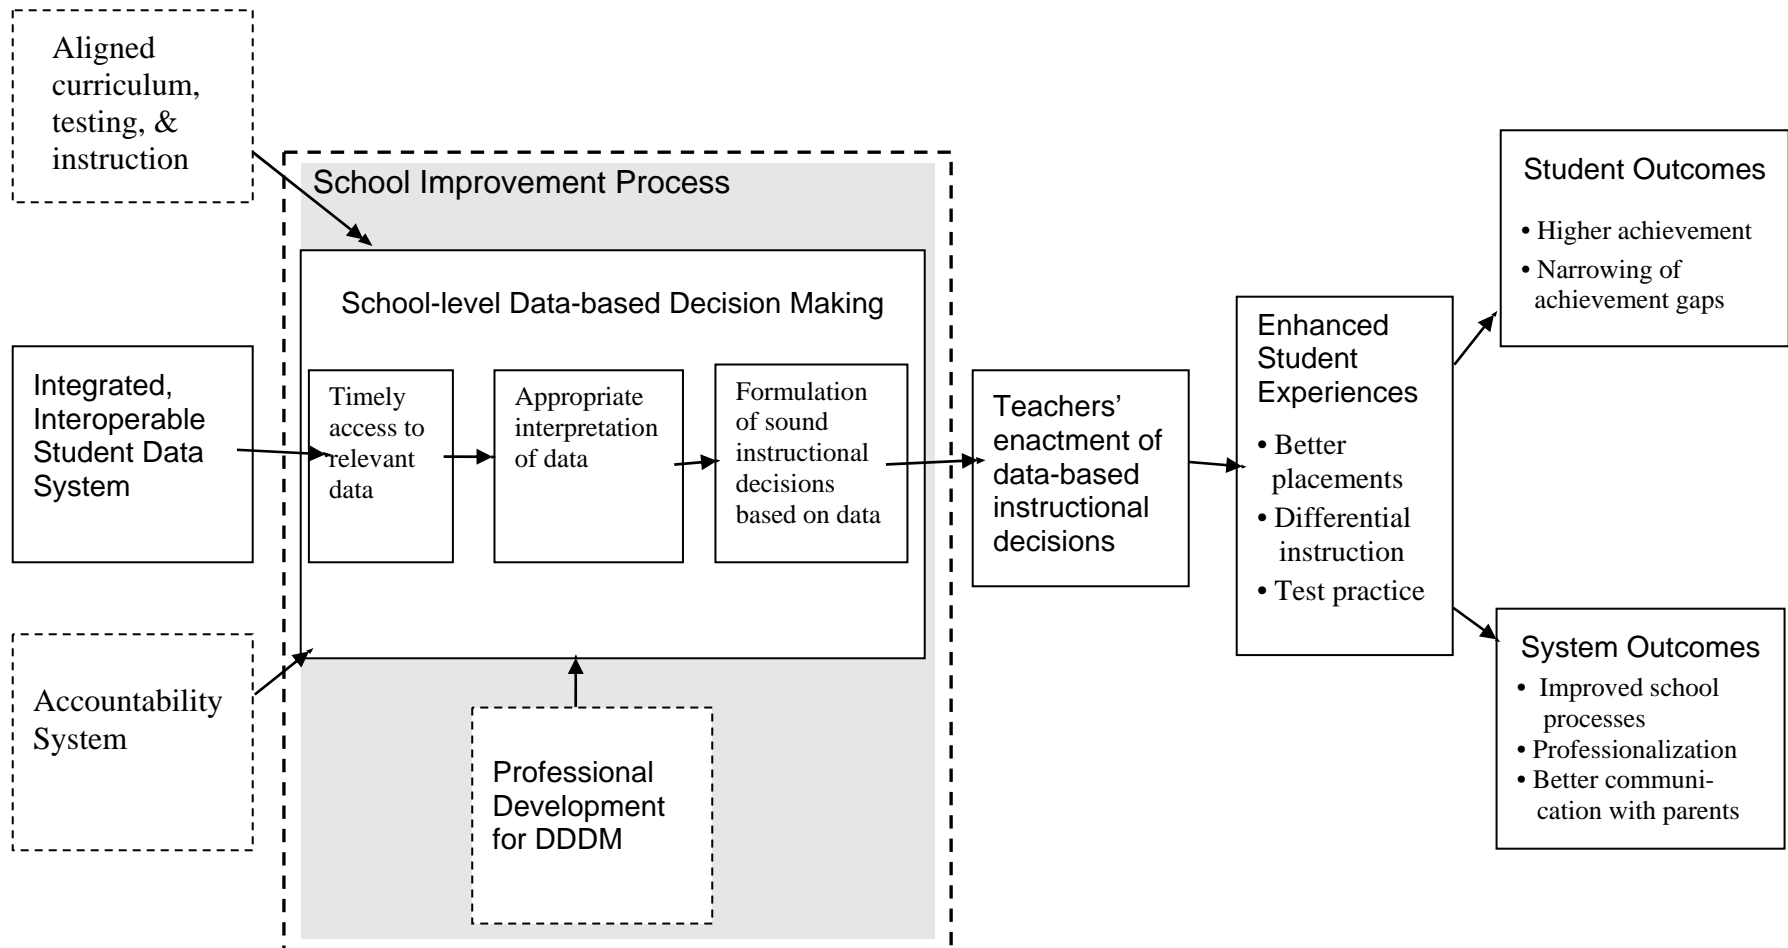 Aligned
curriculum,
testing, &
instruction
School Improvement Process
School-level Data-based Decision Making
Integrated,
Interoperable
Student Data
System
Timely
access to
relevant
data
Appropriate
interpretation
of data
Formulation
of sound
instructional
decisions
based on data
Teachers’
enactment of
data-based
instructional
decisions
Enhanced
Student
Experiences
• Better
placements
• Differential
instruction
• Test practice
Student Outcomes
• Higher achievement
• Narrowing of
achievement gaps
System Outcomes
• Improved school
processes
• Professionalization
• Better communi-
cation with parents
Accountability
System
Professional
Development
for DDDM